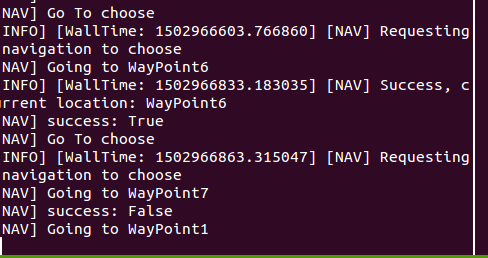 NAV] Go To choose
INFO] [WallTime: 1502966603.766860] [NAV] Requesting
navigation to choose
NAV] Going to WayPoint6
INFO] [WallTime: 1502966833.183035] [NAV] Success, c
urrent location: WayPoint6
NAV] success: True
NAV] Go To choose
INFO] [WallTime: 1502966863.315047] [NAV] Requesting
navigation to choose
NAV] Going to WayPoint7
NAV] success: False
NAV] Going to WayPoint1